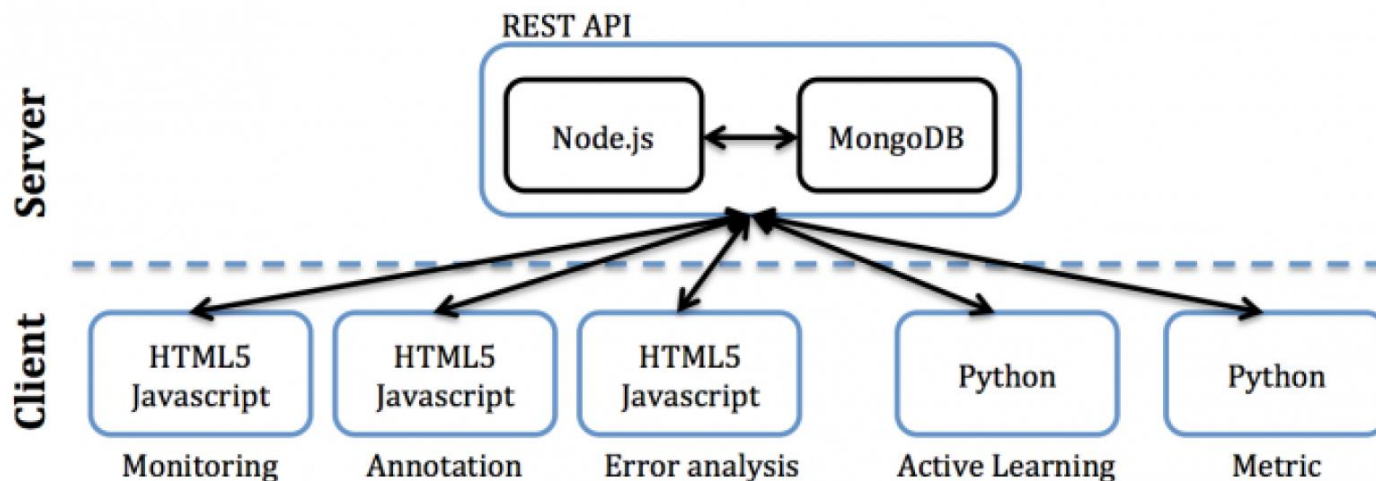 REST API
Server
Node.js
MongoDB
Client
HTML5
Javascript
HTML5
Javascript
HTML5
Javascript
Python
Python
Monitoring
Annotation
Error analysis
Active Learning
Metric